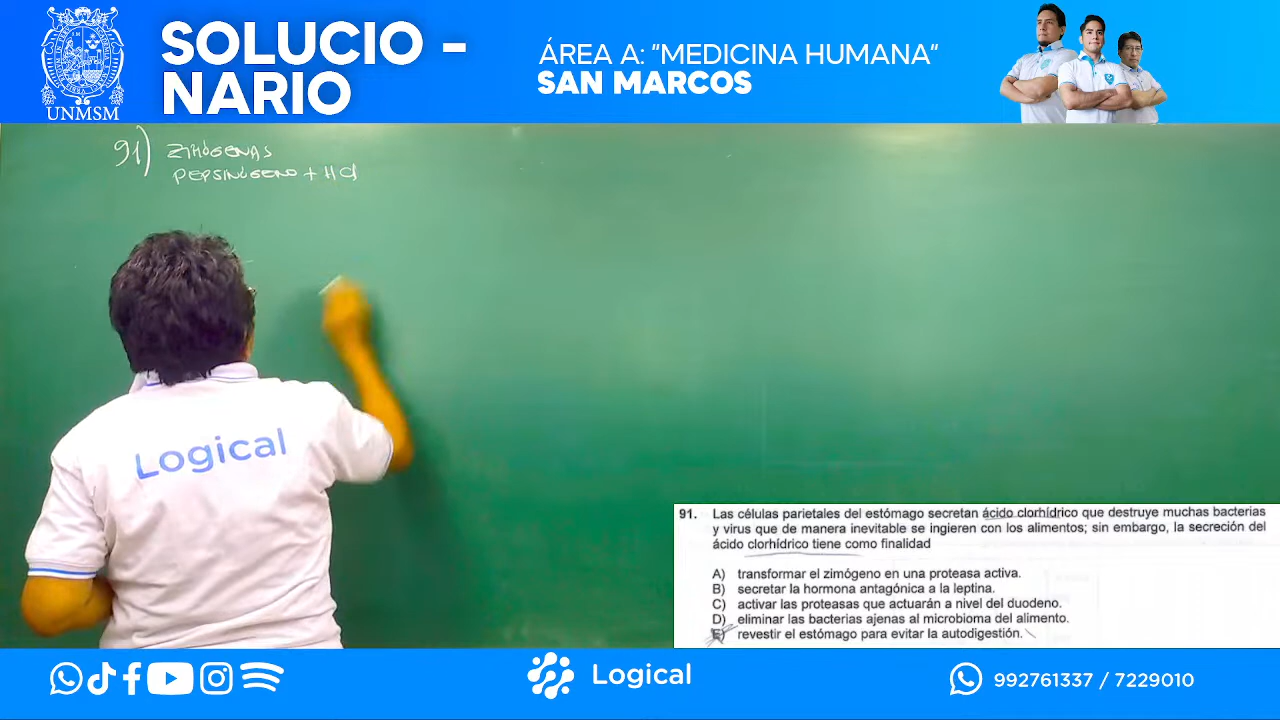 UNMSM
SOLUCIO -
NARIO
ÁREA A: "MEDICINA HUMANA"
SAN MARCOS
91) ZIMÓGENAS
PEPSINÓGENO + HCl
Logical
91. Las células parietales del estómago secretan ácido clorhídrico que destruye muchas bacterias
y virus que de manera inevitable se ingieren con los alimentos; sin embargo, la secreción del
ácido clorhídrico tiene como finalidad
A) transformar el zimógeno en una proteasa activa.
B) secretar la hormona antagónica a la leptina.
C) activar las proteasas que actuarán a nivel del duodeno.
D) eliminar las bacterias ajenas al microbioma del alimento.
E) revestir el estómago para evitar la autodigestión.
Logical
992761337 / 7229010